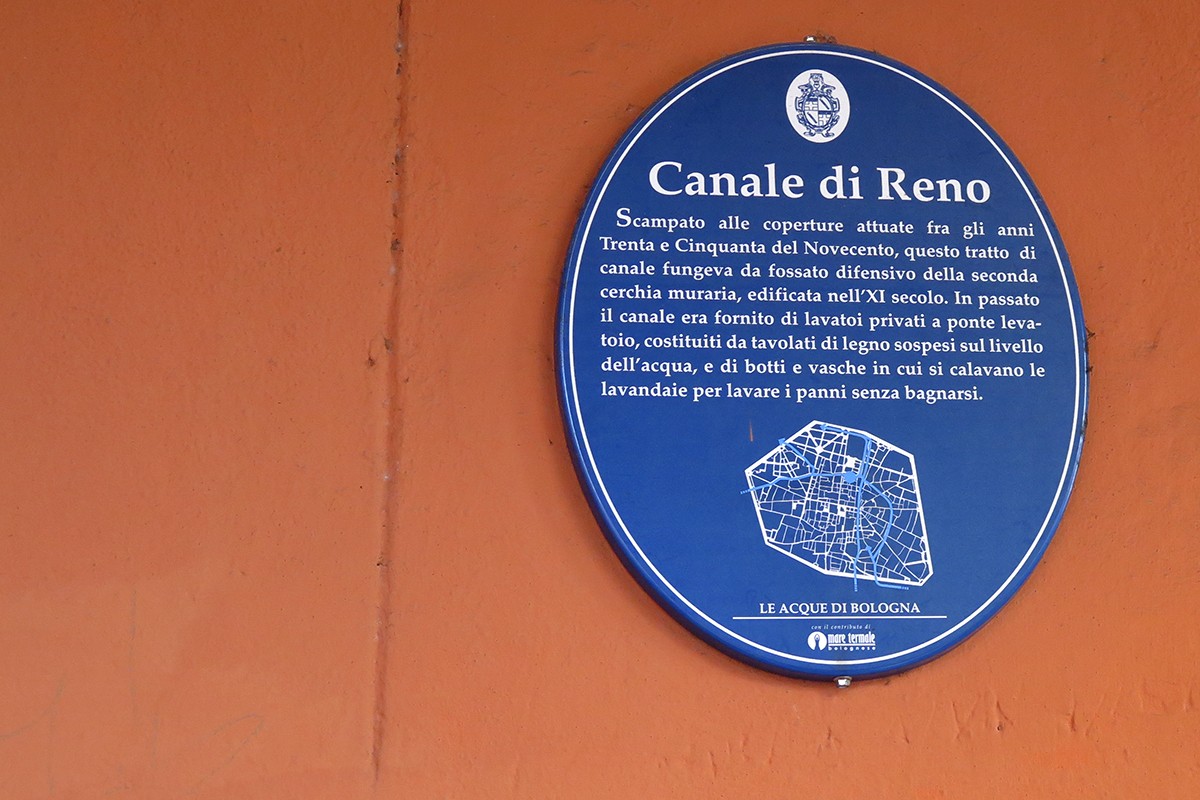 Canale di Reno
Scampato alle coperture attuate fra gli anni
Trenta e Cinquanta del Novecento, questo tratto di
canale fungeva da fossato difensivo della seconda
cerchia muraria, edificata nell'XI secolo. In passato
il canale era fornito di lavatoi privati a ponte leva-
toio, costituiti da tavolati di legno sospesi sul livello
dell'acqua, e di botti e vasche in cui si calavano le
lavandaie per lavare i panni senza bagnarsi.
LE ACQUE DI BOLOGNA
con il contributo di
mare termale
bolognese